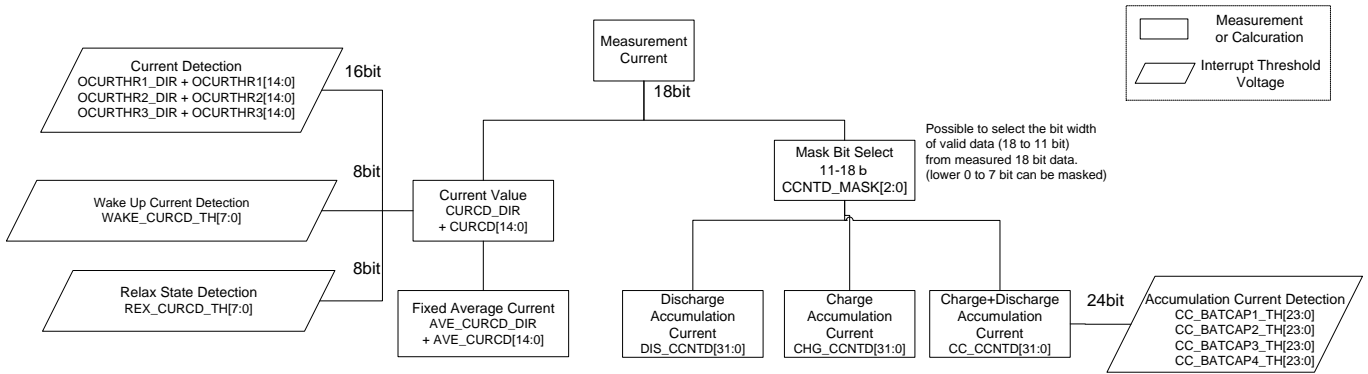 Measurement
Current
18bit
Measurement
or Calcuration
Interrupt Threshold
Voltage
Current Detection
OCURTHR1_DIR + OCURTHR1[14:0]
OCURTHR2_DIR + OCURTHR2[14:0]
OCURTHR3_DIR + OCURTHR3[14:0]
16bit
Wake Up Current Detection
WAKE_CURCD_TH[7:0]
8bit
Relax State Detection
REX_CURCD_TH[7:0]
8bit
Current Value
CURCD_DIR
+ CURCD[14:0]
Fixed Average Current
AVE_CURCD_DIR
+ AVE_CURCD[14:0]
Mask Bit Select
11-18 b
CCNTD_MASK[2:0]
Possible to select the bit width
of valid data (18 to 11 bit)
from measured 18 bit data.
(lower 0 to 7 bit can be masked)
Discharge
Accumulation
Current
DIS_CCNTD[31:0]
Charge
Accumulation
Current
CHG_CCNTD[31:0]
Charge+Discharge
Accumulation
Current
CC_CCNTD[31:0]
24bit
Accumulation Current Detection
CC_BATCAP1_TH[23:0]
CC_BATCAP2_TH[23:0]
CC_BATCAP3_TH[23:0]
CC_BATCAP4_TH[23:0]